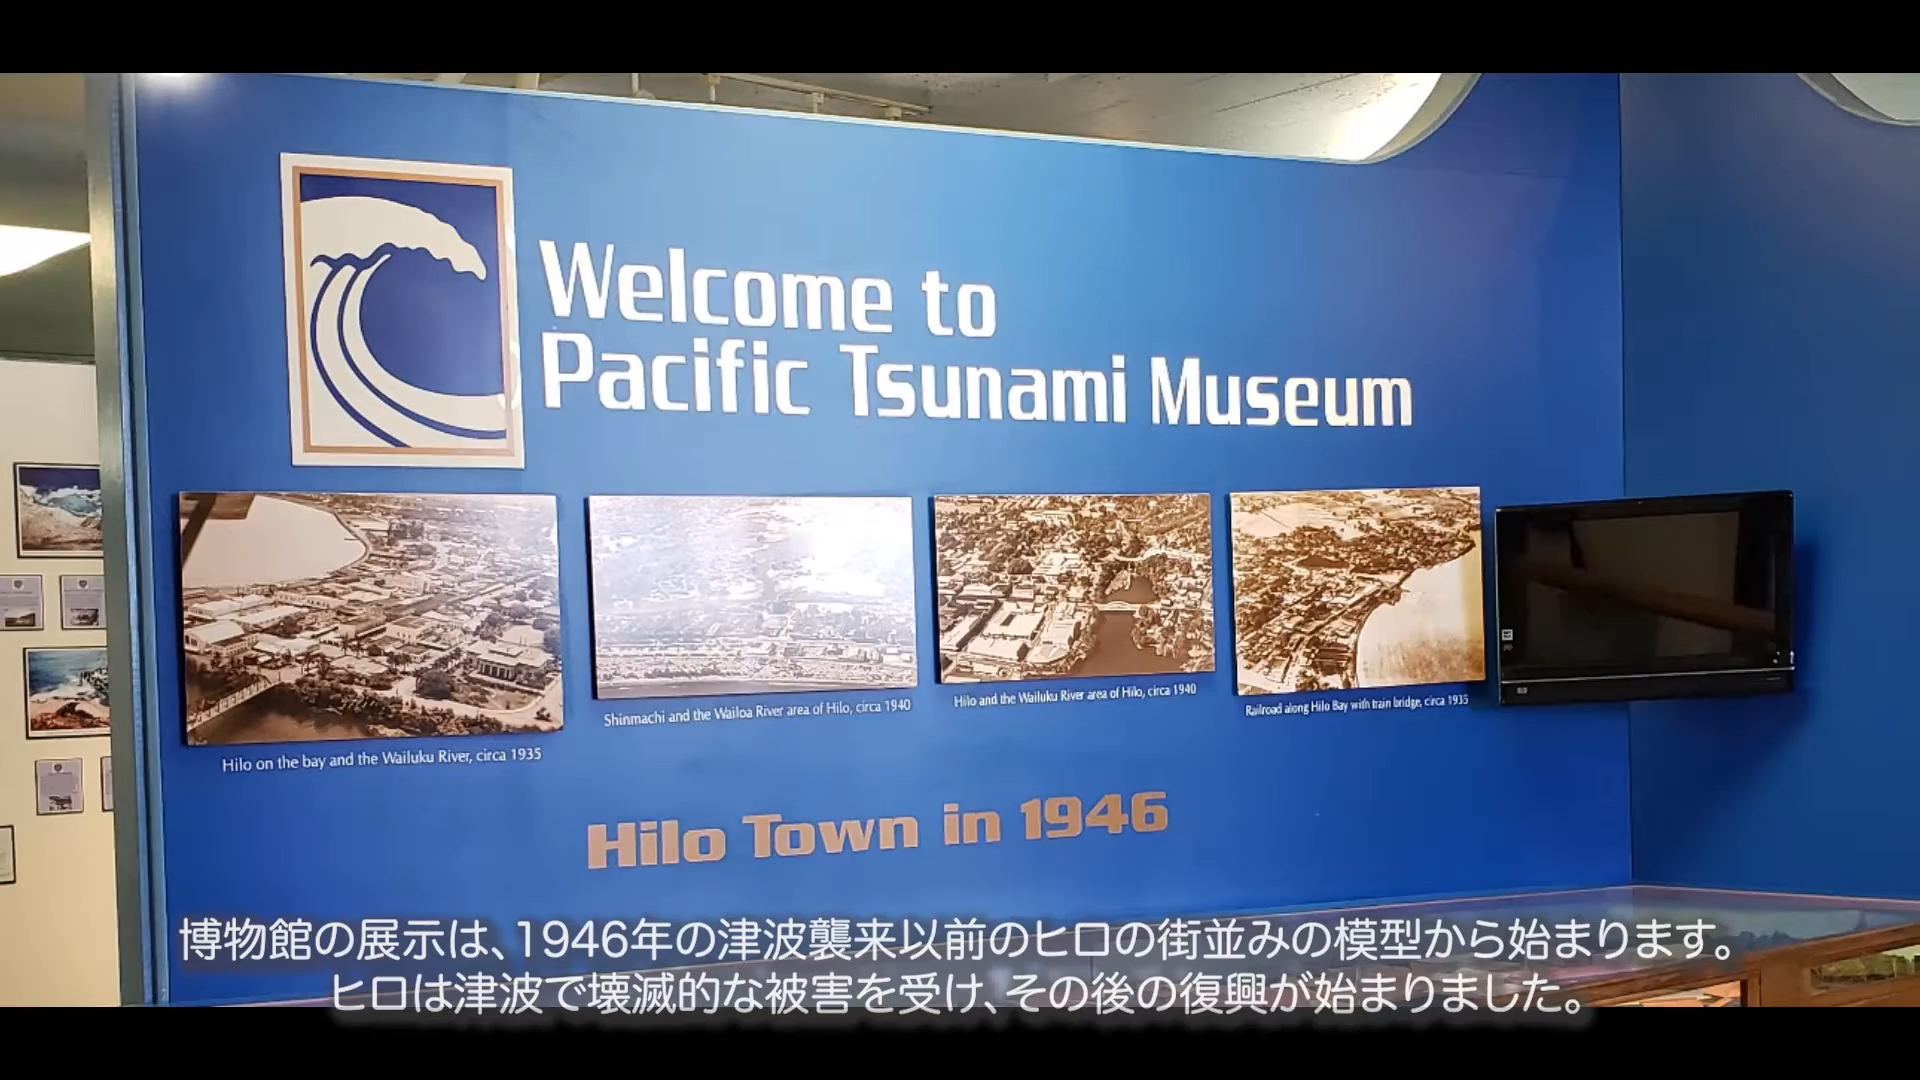 Welcome to
Pacific Tsunami Museum
Hilo on the bay and the Wailuku River, circa 1935
Shinmachi and the Wailoa River area of Hilo, circa 1940
Hilo and the Wailuku River area of Hilo, circa 1940
Railroad along Hilo Bay with train bridge, circa 1935
Hilo Town in 1946
博物館の展示は、1946年の津波襲来以前のヒロの街並みの模型から始まります。
ヒロは津波で壊滅的な被害を受け、その後の復興が始まりました。